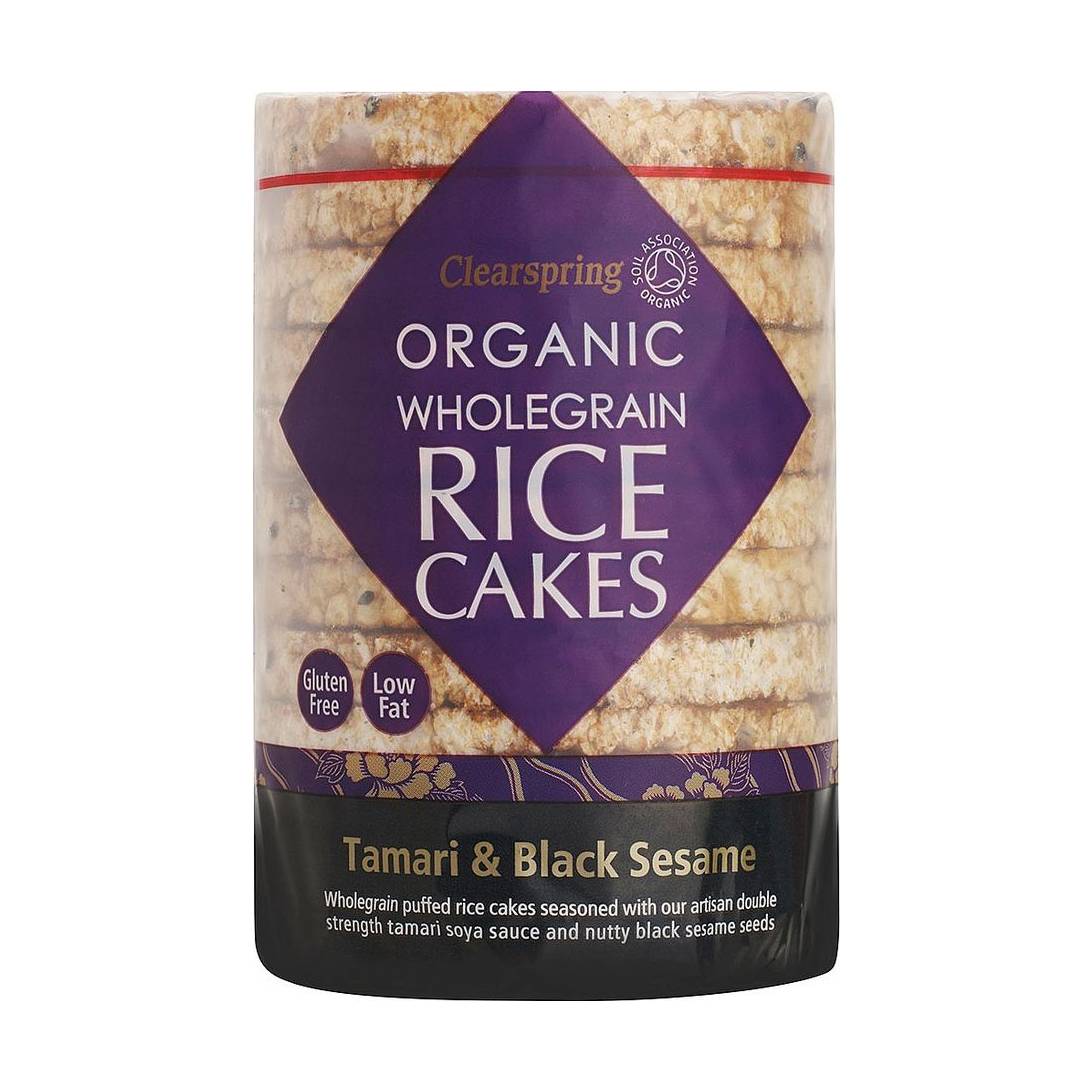 Clearspring
SOIL ASSOCIATION
ORGANIC
ORGANIC
WHOLEGRAIN
RICE
CAKES
Gluten
Free
Low
Fat
Tamari & Black Sesame
Wholegrain puffed rice cakes seasoned with our artisan double
strength tamari soya sauce and nutty black sesame seeds